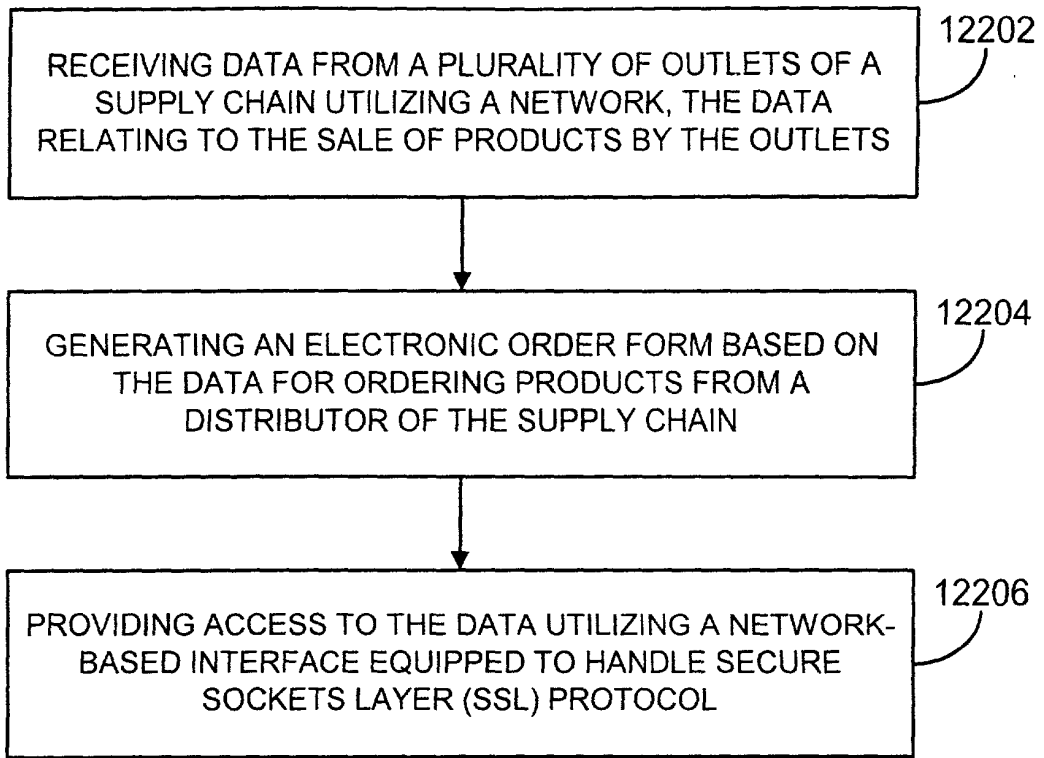 12202
RECEIVING DATA FROM A PLURALITY OF OUTLETS OF A
SUPPLY CHAIN UTILIZING A NETWORK, THE DATA
RELATING TO THE SALE OF PRODUCTS BY THE OUTLETS
12204
GENERATING AN ELECTRONIC ORDER FORM BASED ON
THE DATA FOR ORDERING PRODUCTS FROM A
DISTRIBUTOR OF THE SUPPLY CHAIN
12206
PROVIDING ACCESS TO THE DATA UTILIZING A NETWORK-
BASED INTERFACE EQUIPPED TO HANDLE SECURE
SOCKETS LAYER (SSL) PROTOCOL